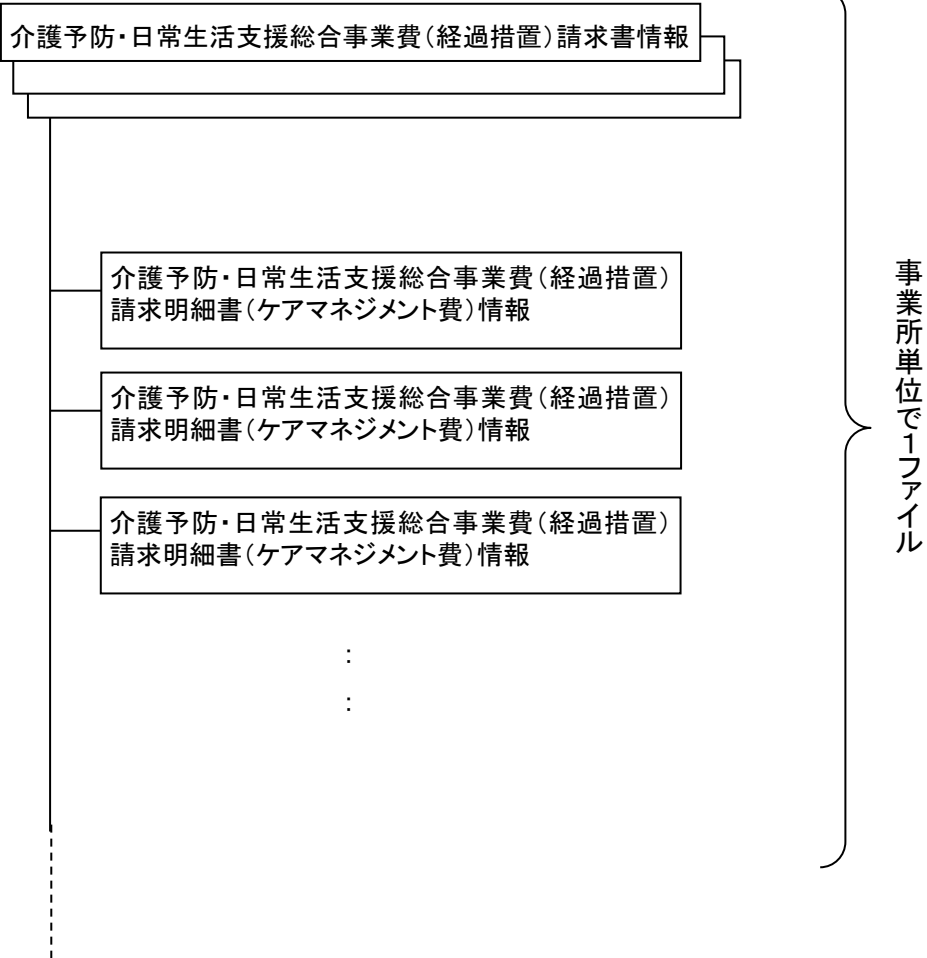 介護予防・日常生活支援総合事業費（経過措置）請求書情報
介護予防・日常生活支援総合事業費（経過措置）
請求明細書（ケアマネジメント費）情報
介護予防・日常生活支援総合事業費（経過措置）
請求明細書（ケアマネジメント費）情報
介護予防・日常生活支援総合事業費（経過措置）
請求明細書（ケアマネジメント費）情報
：
：
事業所単位で１ファイル